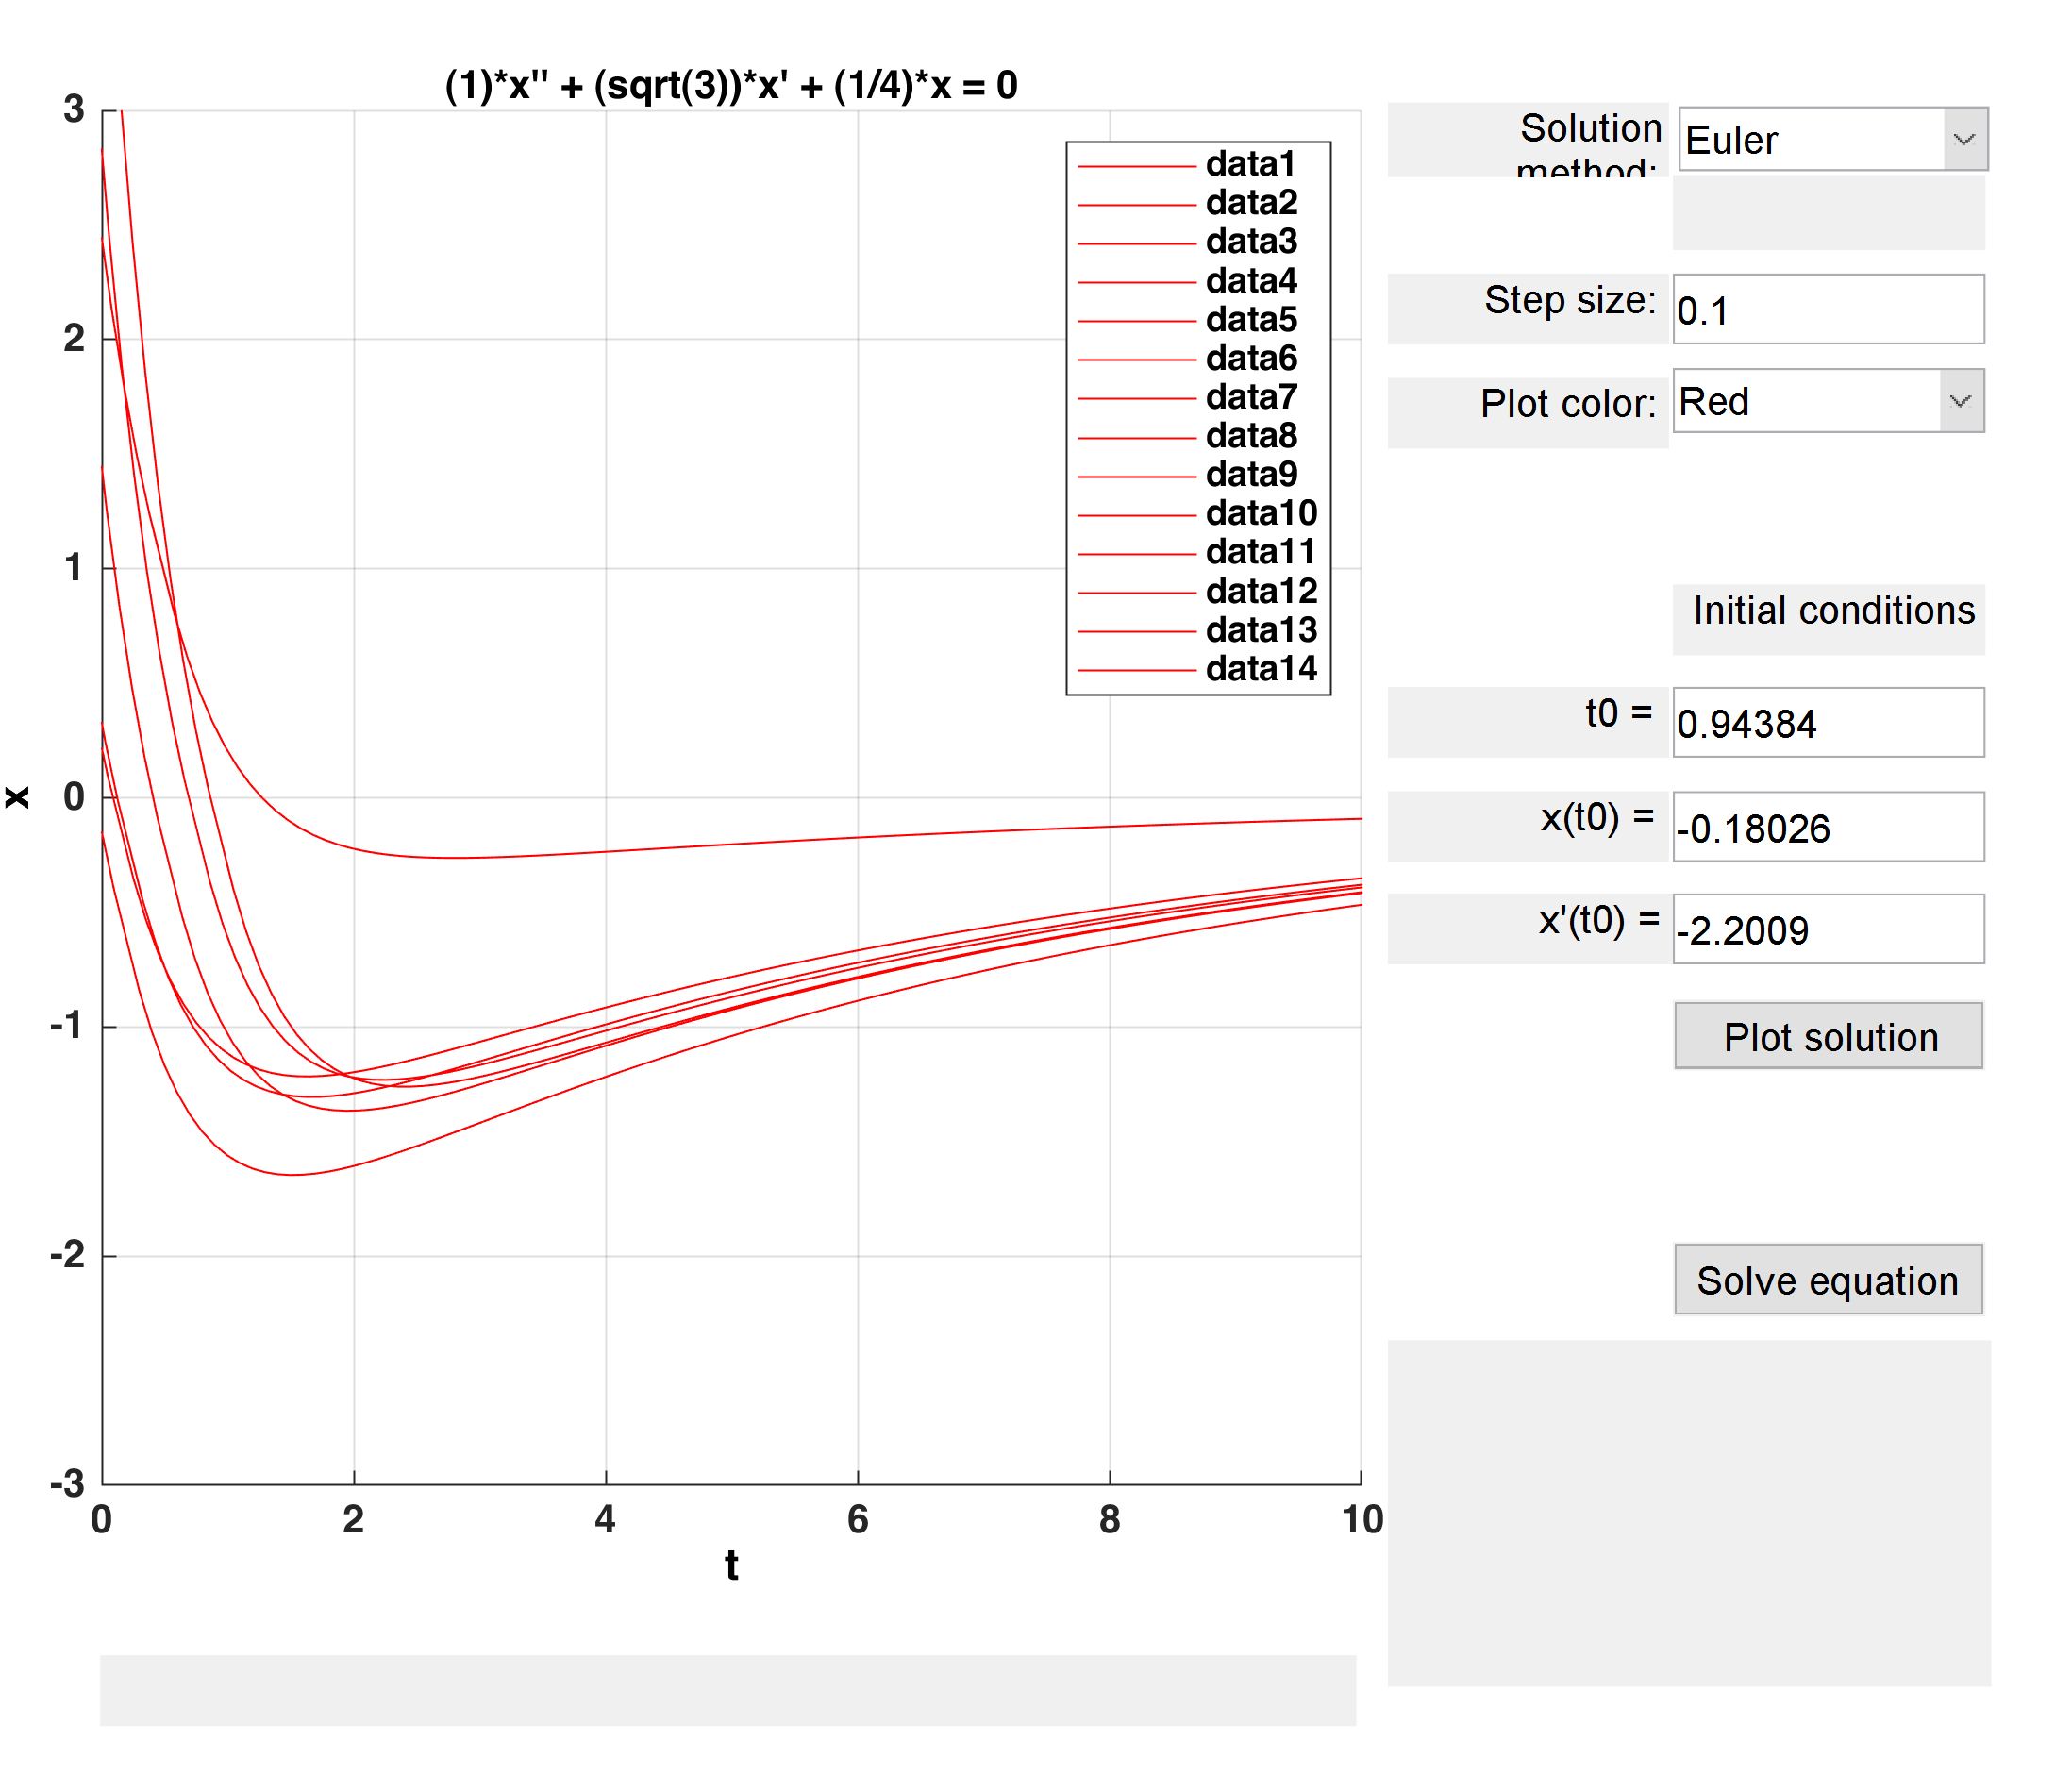 (1)*x'' + (sqrt(3))*x' + (1/4)*x = 0
3
2
1
0
-1
-2
-3
x
0
2
4
6
8
10
t
data1
data2
data3
data4
data5
data6
data7
data8
data9
data10
data11
data12
data13
data14
Solution
method:
Euler
Step size:
0.1
Plot color:
Red
Initial conditions
t0 =
0.94384
x(t0) =
-0.18026
x'(t0) =
-2.2009
Plot solution
Solve equation